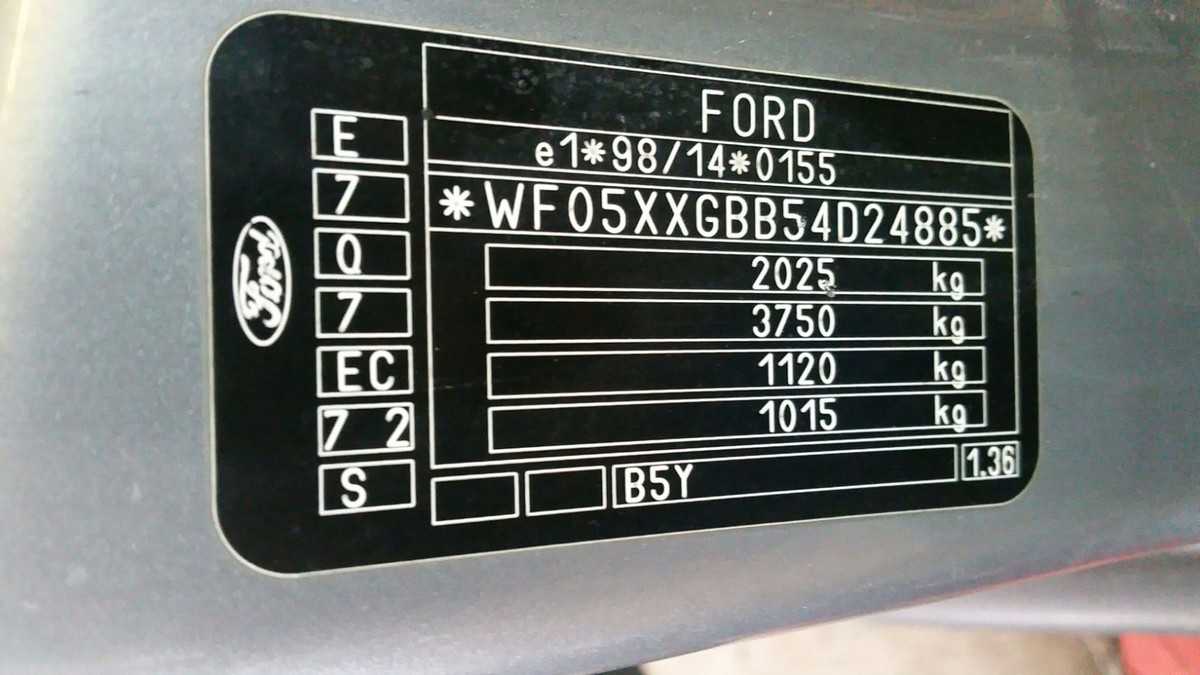 FORD
e1*98/14*0155
*WF05XXGBB54D24885*
2025 kg
3750 kg
1120 kg
1015 kg
B5Y 1.36
E
7
Q
7
EC
7 2
S
Ford